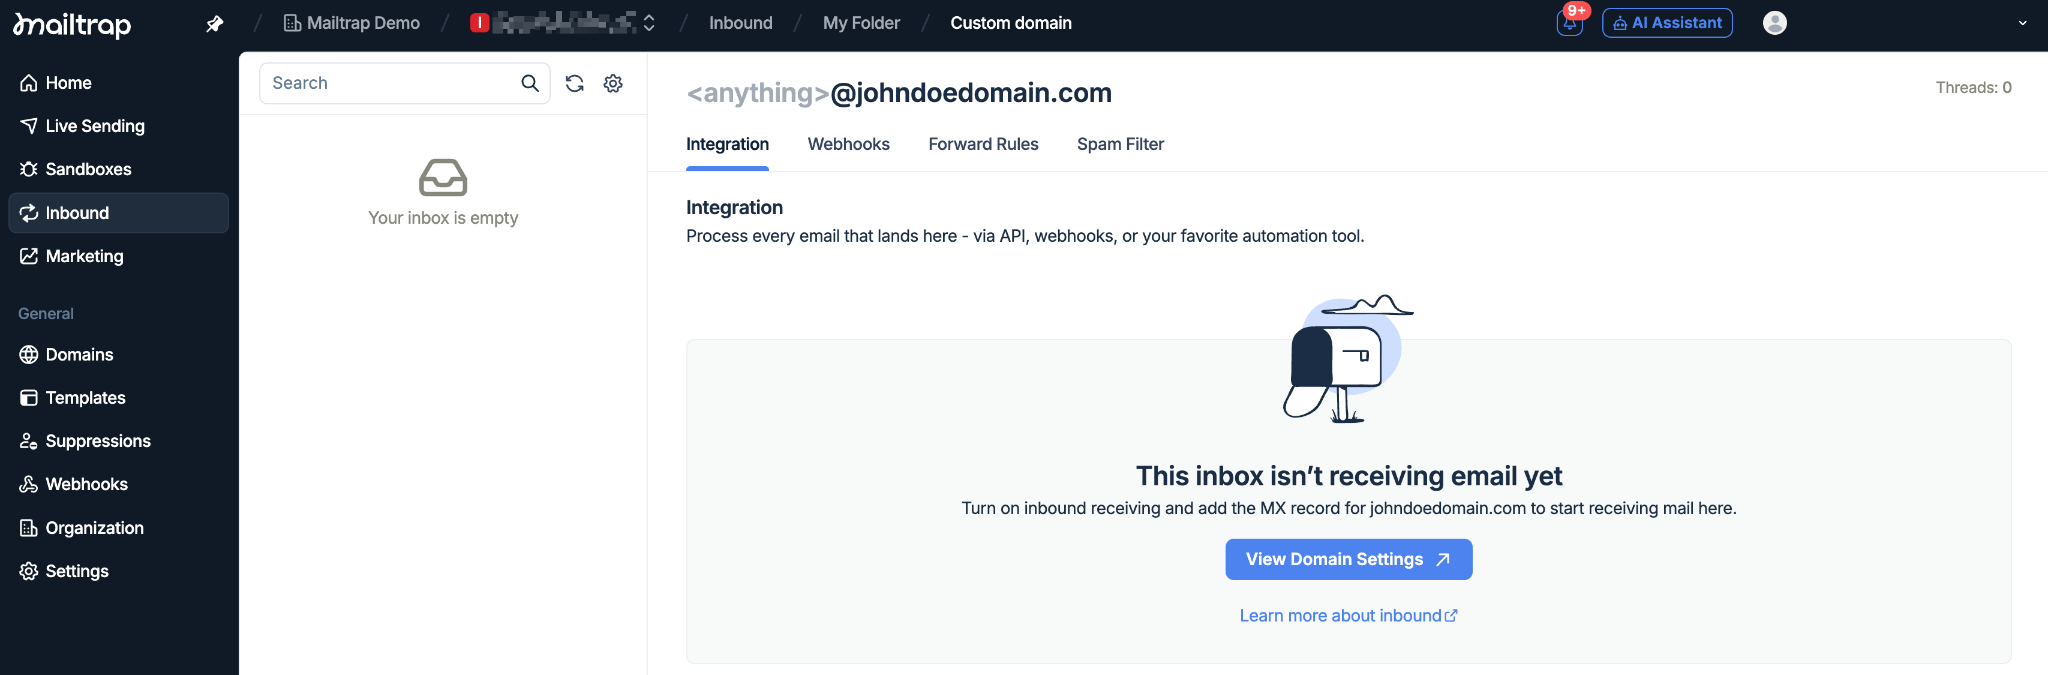 mailtrap
Mailtrap Demo / I / Inbound / My Folder / Custom domain
9+
AI Assistant
Home
Live Sending
Sandboxes
Inbound
Marketing
General
Domains
Templates
Suppressions
Webhooks
Organization
Settings
Search
Your inbox is empty
<anything>@johndoedomain.com
Threads: 0
Integration Webhooks Forward Rules Spam Filter
Integration
Process every email that lands here - via API, webhooks, or your favorite automation tool.
This inbox isn’t receiving email yet
Turn on inbound receiving and add the MX record for johndoedomain.com to start receiving mail here.
View Domain Settings
Learn more about inbound